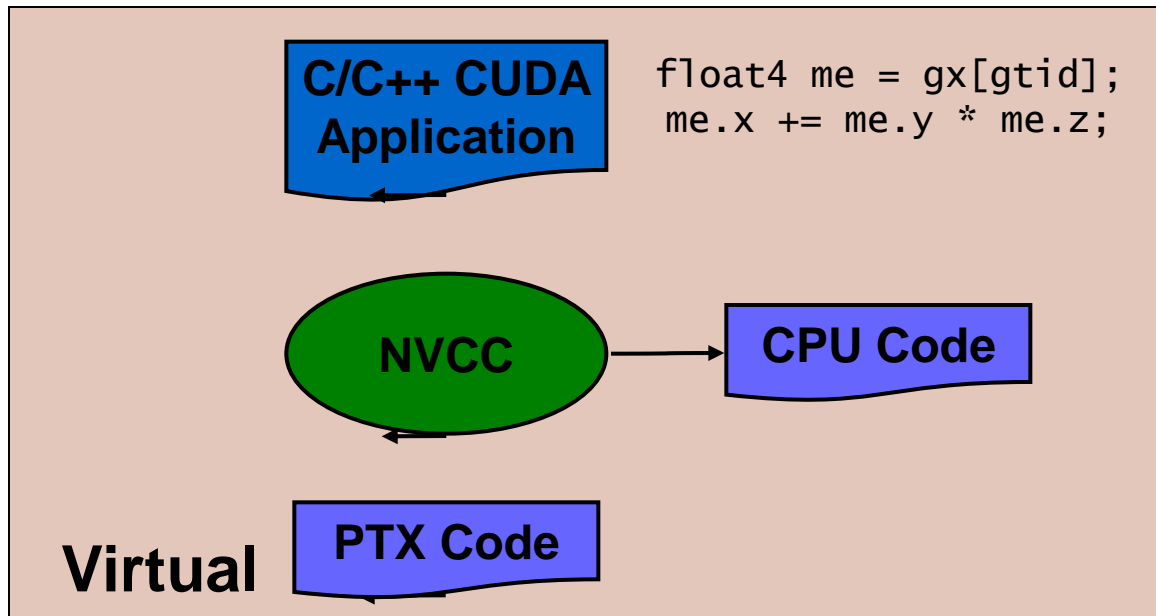 C/C++ CUDA
Application
float4 me = gx[gtid];
me.x += me.y * me.z;
NVCC
CPU Code
PTX Code
Virtual